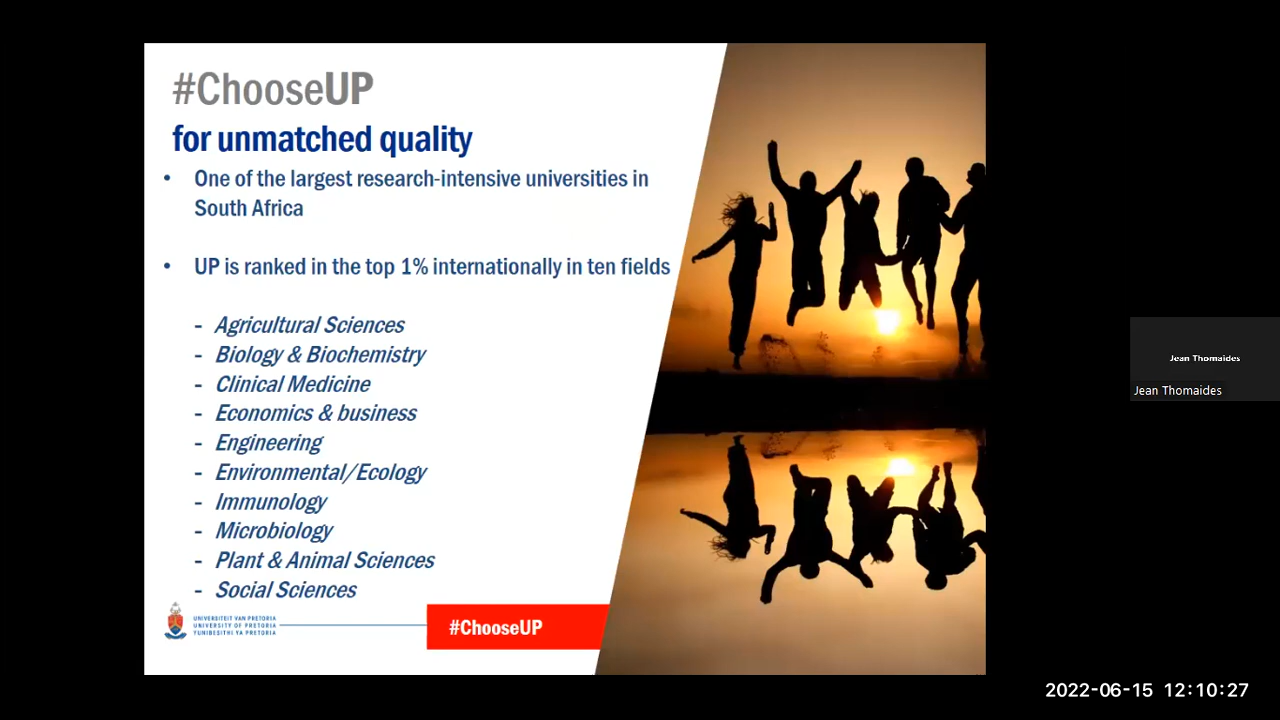 #ChooseUP
for unmatched quality
• One of the largest research-intensive universities in
South Africa
• UP is ranked in the top 1% internationally in ten fields
- Agricultural Sciences
- Biology & Biochemistry
- Clinical Medicine
- Economics & business
- Engineering
- Environmental/Ecology
- Immunology
- Microbiology
- Plant & Animal Sciences
- Social Sciences
UNIVERSITEIT VAN PRETORIA
UNIVERSITY OF PRETORIA
YUNIBESITHI YA PRETORIA
#ChooseUP
Jean Thomaides
Jean Thomaides
2022-06-15 12:10:27